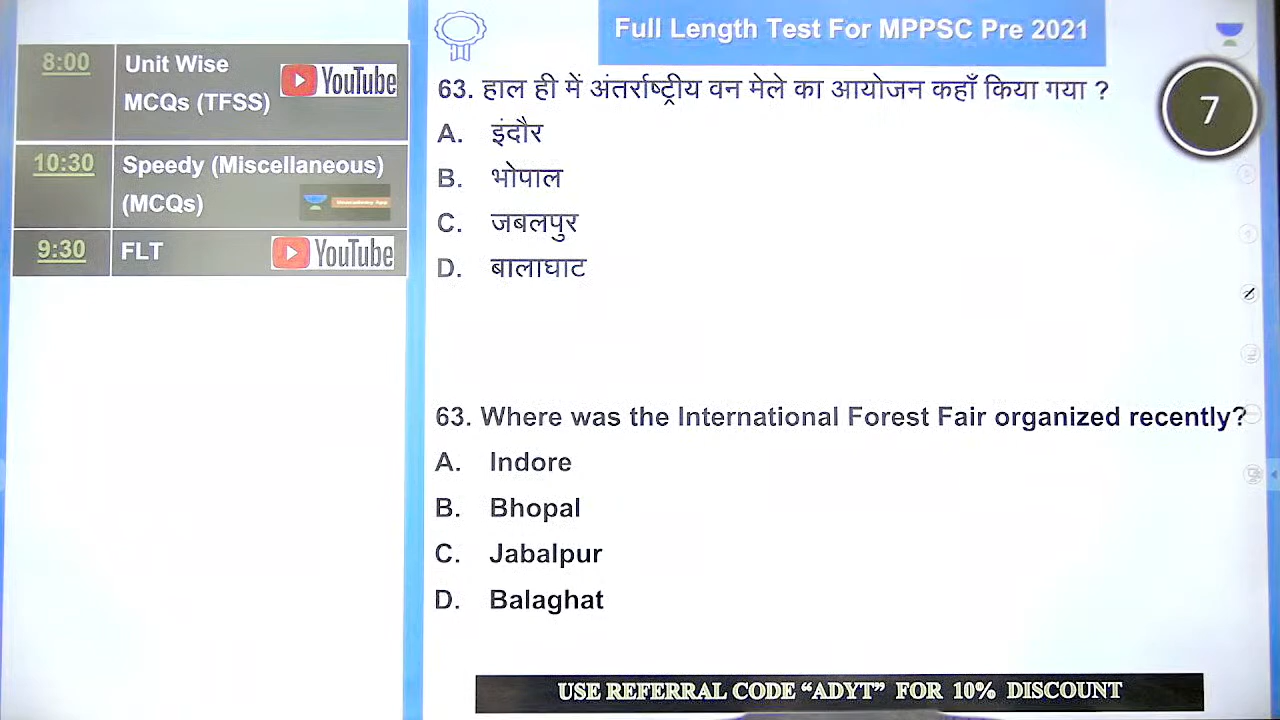 Full Length Test For MPPSC Pre 2021
8:00
Unit Wise
MCQs (TFSS)
YouTube
10:30
Speedy (Miscellaneous)
(MCQs)
9:30
FLT
YouTube
63. हाल ही में अंतर्राष्ट्रीय वन मेले का आयोजन कहाँ किया गया ?
A. इंदौर
B. भोपाल
C. जबलपुर
D. बालाघाट
7
63. Where was the International Forest Fair organized recently?
A. Indore
B. Bhopal
C. Jabalpur
D. Balaghat
USE REFERRAL CODE “ADYT” FOR 10% DISCOUNT